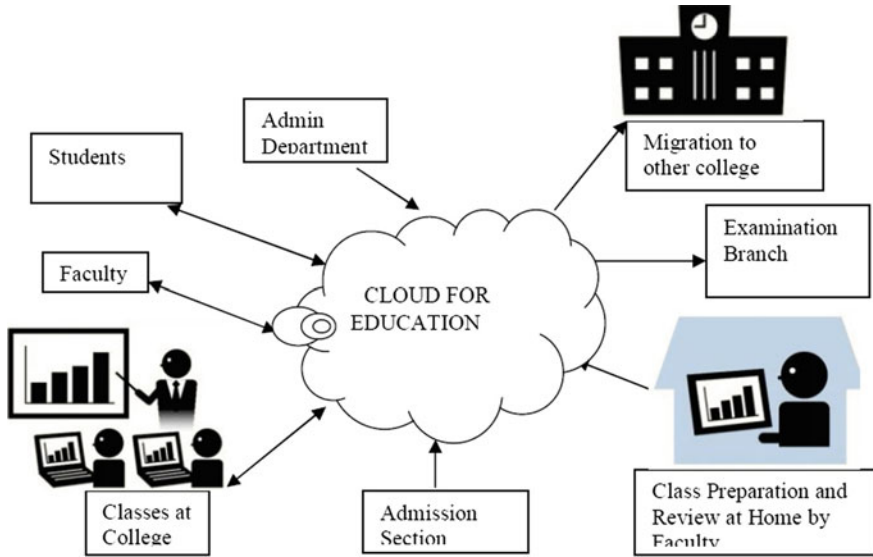 Admin
Department
Migration to
other college
Students
Examination
Branch
Faculty
CLOUD FOR
EDUCATION
Classes at
College
Admission
Section
Class Preparation and
Review at Home by
Faculty